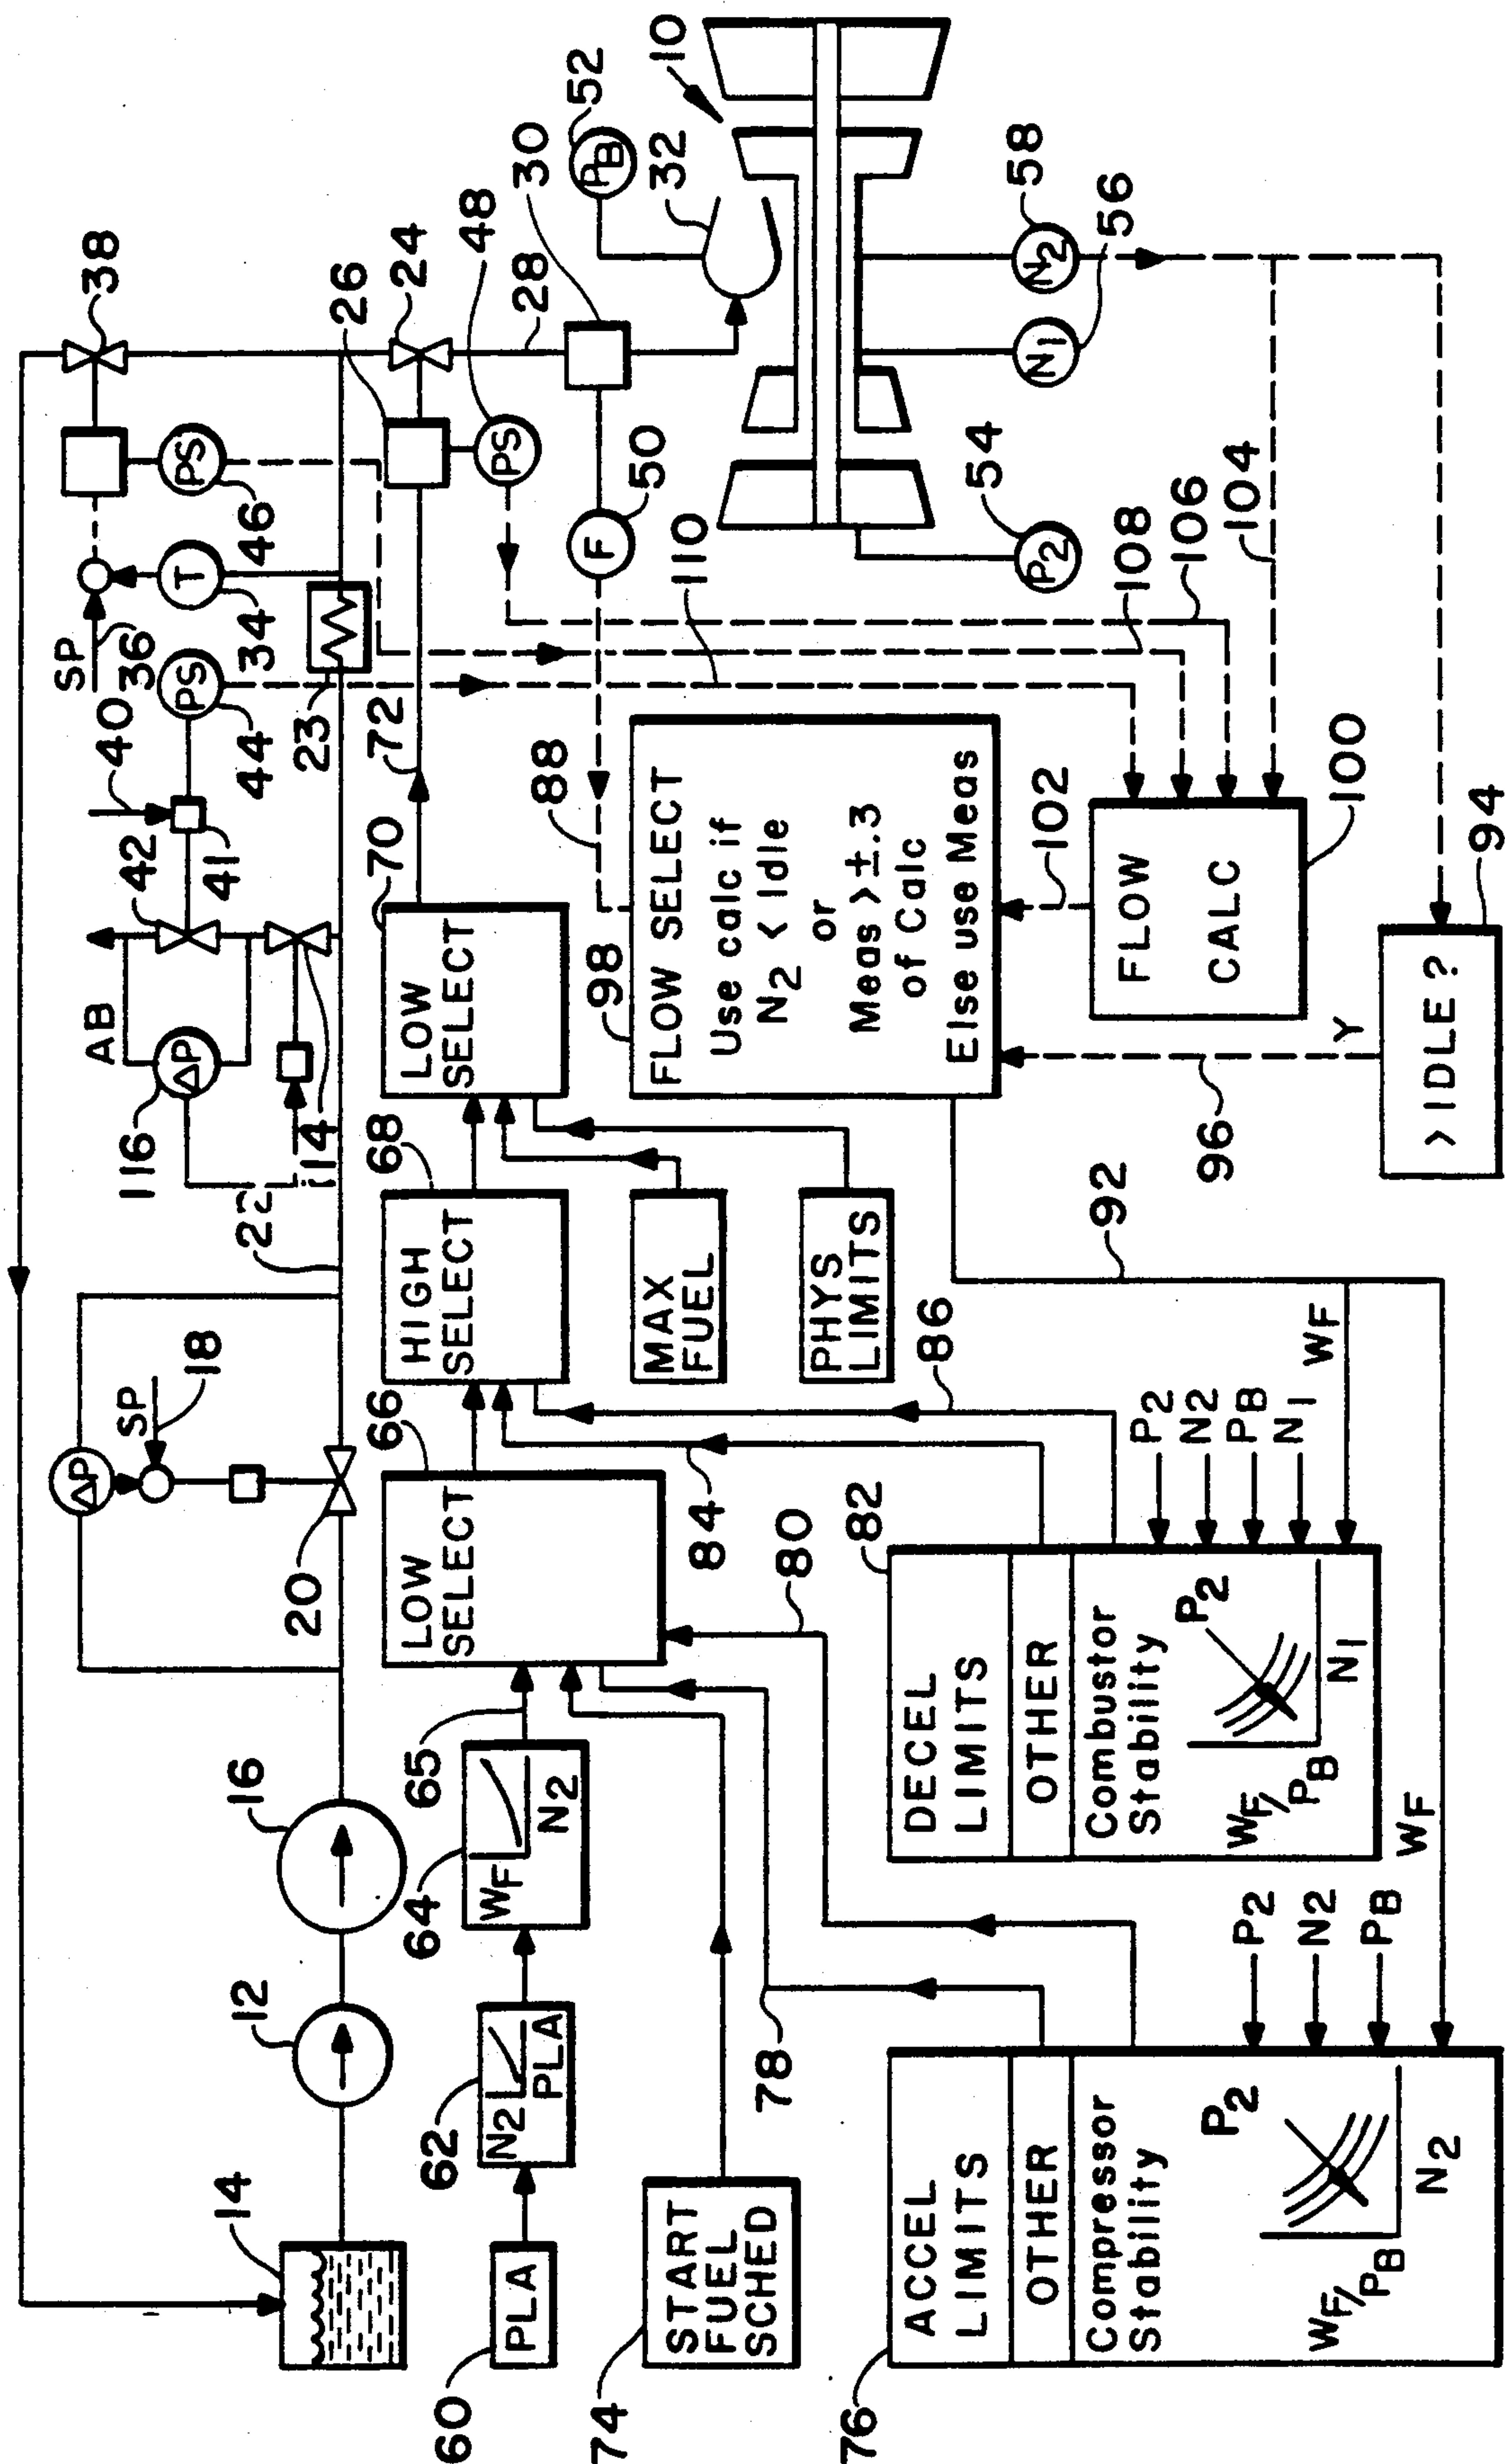 14
12
16
20
ΔP
SP
18
22
116
ΔP
AB
114
42
41
40
44
PS
23
SP
36
34
T
46
PS
38
26
24
48
PS
28
30
52
PB
32
10
50
F
54
P2
N1
56
N2
58
60
PLA
62
N2
PLA
64
WF
N2
65
66
LOW
SELECT
68
HIGH
SELECT
70
LOW
SELECT
72
74
START
FUEL
SCHED
MAX
FUEL
PHYS
LIMITS
76
ACCEL
LIMITS
OTHER
Compressor
Stability
P2
WF/PB
N2
P2
N2
PB
WF
78
80
82
DECEL
LIMITS
OTHER
Combustor
Stability
P2
WF/PB
N1
P2
N2
PB
N1
WF
84
86
88
92
98
FLOW SELECT
Use calc if
N2 < Idle
or
Meas > ±.3
of Calc
Else use Meas
96
Y
94
> IDLE ?
100
FLOW
CALC
102
104
106
108
110